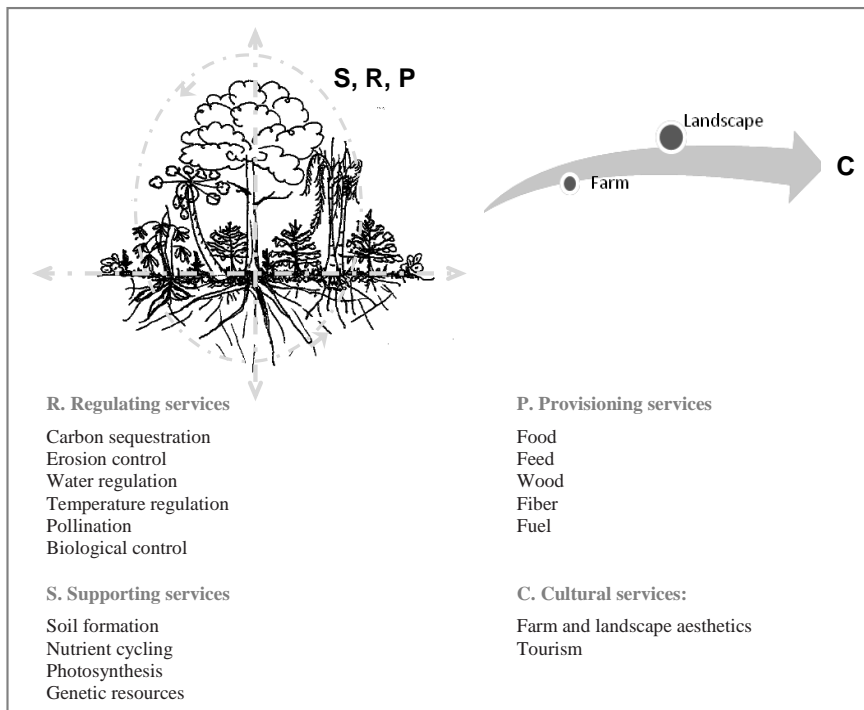 S, R, P
Landscape
Farm
C
R. Regulating services
Carbon sequestration
Erosion control
Water regulation
Temperature regulation
Pollination
Biological control
P. Provisioning services
Food
Feed
Wood
Fiber
Fuel
S. Supporting services
Soil formation
Nutrient cycling
Photosynthesis
Genetic resources
C. Cultural services:
Farm and landscape aesthetics
Tourism